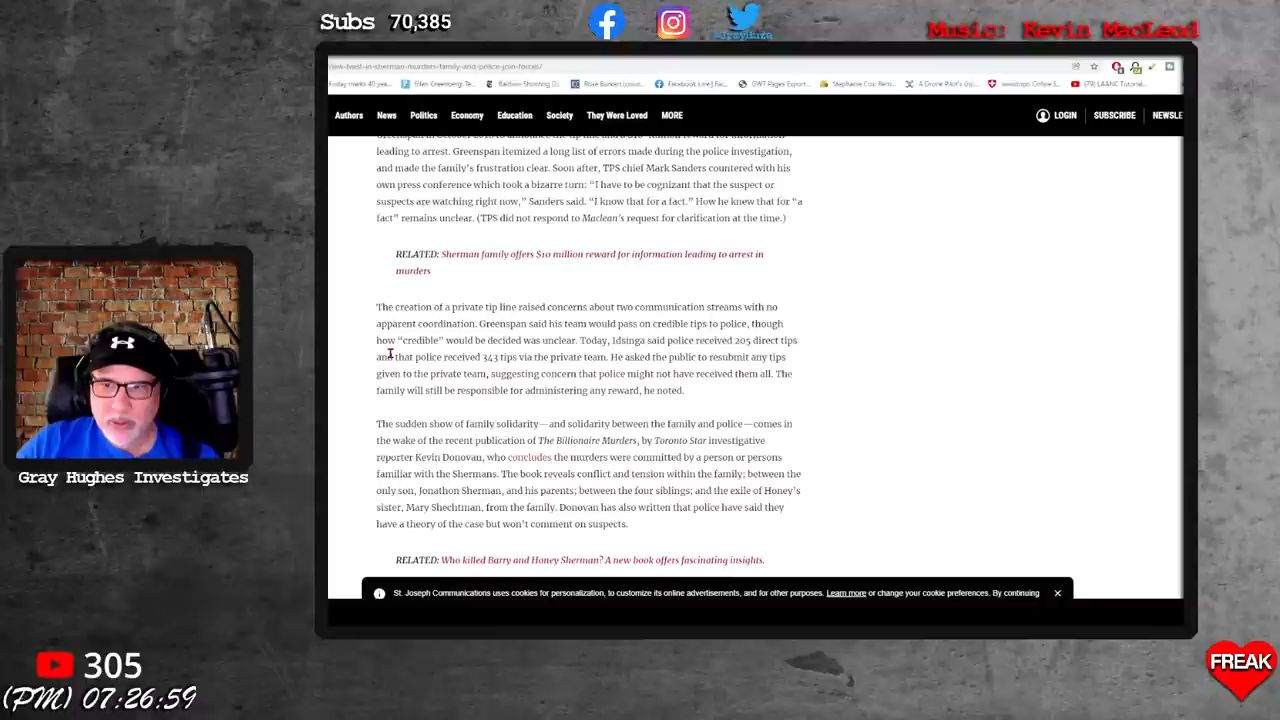 Subs 70,385
Music: Kevin MacLeod
Authors News Politics Economy Education Society They Were Loved MORE LOGIN SUBSCRIBE NEWSLE
leading to arrest. Greenspan itemized a long list of errors made during the police investigation,
and made the family's frustration clear. Soon after, TPS chief Mark Sanders countered with his
own press conference which took a bizarre turn: “I have to be cognizant that the suspect or
suspects are watching right now,” Sanders said. “I know that for a fact.” How he knew that for “a
fact” remains unclear. (TPS did not respond to Maclean's request for clarification at the time.)
RELATED: Sherman family offers $10 million reward for information leading to arrest in
murders
The creation of a private tip line raised concerns about two communication streams with no
apparent coordination. Greenspan said his team would pass on credible tips to police, though
how “credible” would be decided was unclear. Today, Idsinga said police received 205 direct tips
and that police received 343 tips via the private team. He asked the public to resubmit any tips
given to the private team, suggesting concern that police might not have received them all. The
family will still be responsible for administering any reward, he noted.
The sudden show of family solidarity—and solidarity between the family and police—comes in
the wake of the recent publication of The Billionaire Murders, by Toronto Star investigative
reporter Kevin Donovan, who concludes the murders were committed by a person or persons
familiar with the Shermans. The book reveals conflict and tension within the family; between the
only son, Jonathon Sherman, and his parents; between the four siblings; and the exile of Honey's
sister, Mary Shechtman, from the family. Donovan has also written that police have said they
have a theory of the case but won't comment on suspects.
RELATED: Who killed Barry and Honey Sherman? A new book offers fascinating insights.
St. Joseph Communications uses cookies for personalization, to customize its online advertisements, and for other purposes. Learn more or change your cookie preferences. By continuing
Gray Hughes Investigates
305
(PM) 07:26:59
FREAK